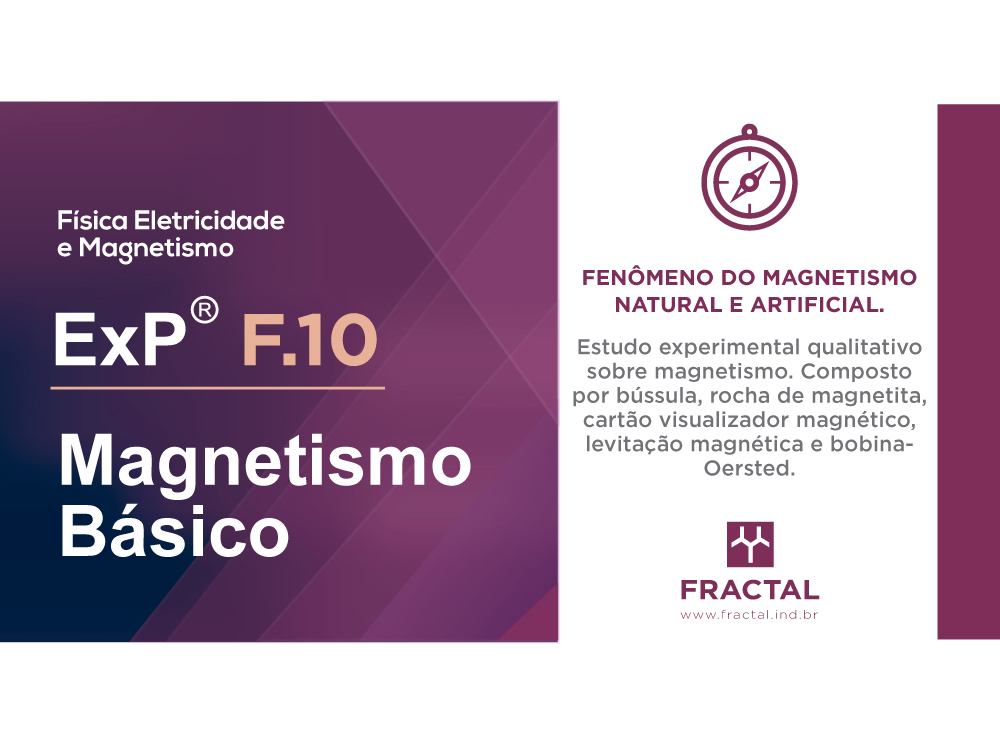 Física Eletricidade
e Magnetismo
ExP® F.10
Magnetismo
Básico
FENÔMENO DO MAGNETISMO
NATURAL E ARTIFICIAL.
Estudo experimental qualitativo
sobre magnetismo. Composto
por bússula, rocha de magnetita,
cartão visualizador magnético,
levitação magnética e bobina-
Oersted.
FRACTAL
www.fractal.ind.br